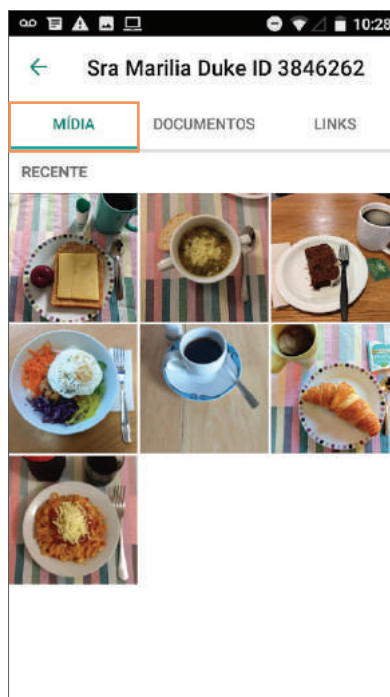 10:28
Sra Marilia Duke ID 3846262
MÍDIA DOCUMENTOS LINKS
RECENTE